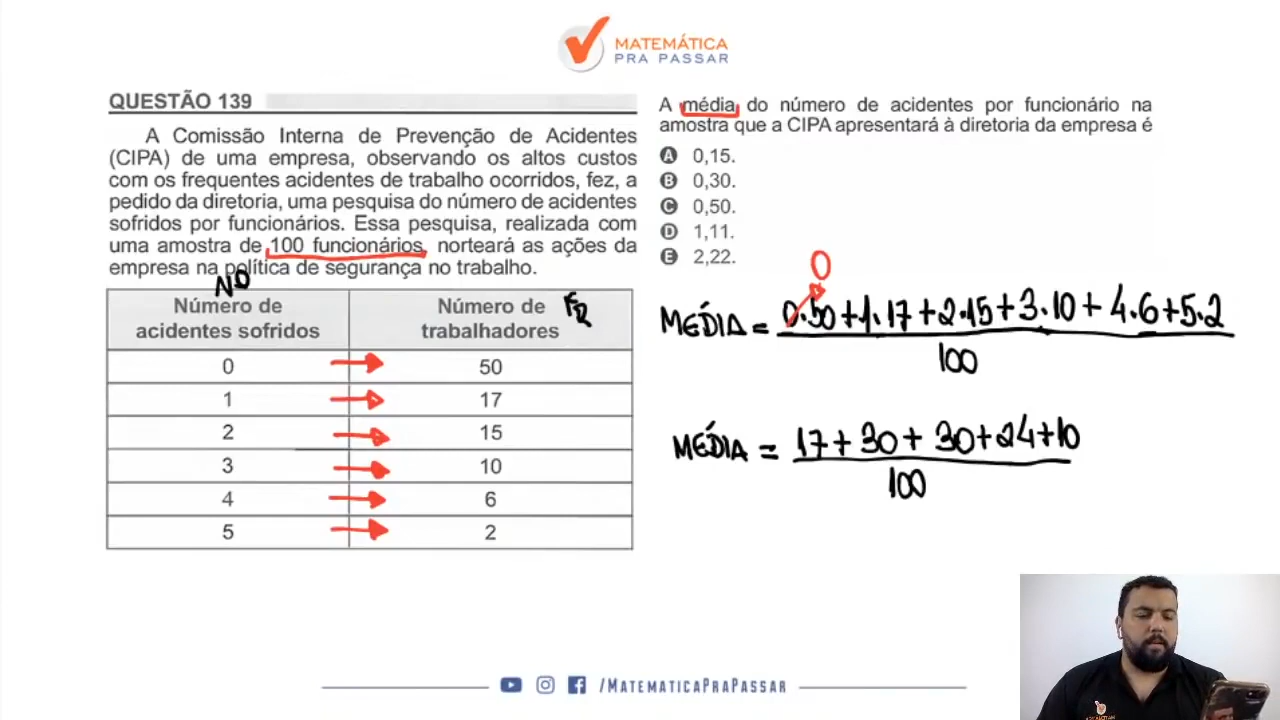 MATEMÁTICA
PRA PASSAR
QUESTÃO 139
A Comissão Interna de Prevenção de Acidentes
(CIPA) de uma empresa, observando os altos custos
com os frequentes acidentes de trabalho ocorridos, fez, a
pedido da diretoria, uma pesquisa do número de acidentes
sofridos por funcionários. Essa pesquisa, realizada com
uma amostra de 100 funcionários, norteará as ações da
empresa na política de segurança no trabalho.
Nº
Número de
acidentes sofridos
Número de
trabalhadores
FR
0 50
1 17
2 15
3 10
4 6
5 2
A média do número de acidentes por funcionário na
amostra que a CIPA apresentará à diretoria da empresa é
A 0,15.
B 0,30.
C 0,50.
D 1,11.
E 2,22.
0
MÉDIA = 0.50+1.17+2.15+3.10+4.6+5.2
100
MÉDIA = 17+30+30+24+10
100
/MATEMATICAPRAPASSAR